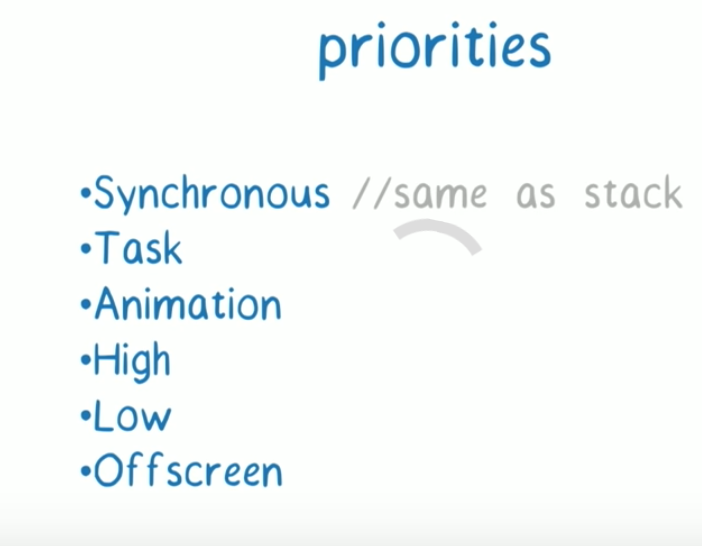 priorities
•Synchronous //same as stack
•Task
•Animation
•High
•Low
•Offscreen